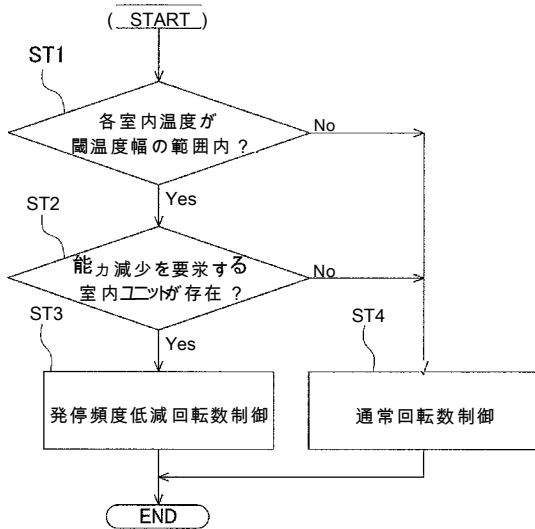 ( START )
ST1
各室内温度が
閾温度幅の範囲内？
No
Yes
ST2
能力減少を要栄する
室内ユニットが存在？
No
ST3
Yes
ST4
発停頻度低減回転数制御
通常回転数制御
END